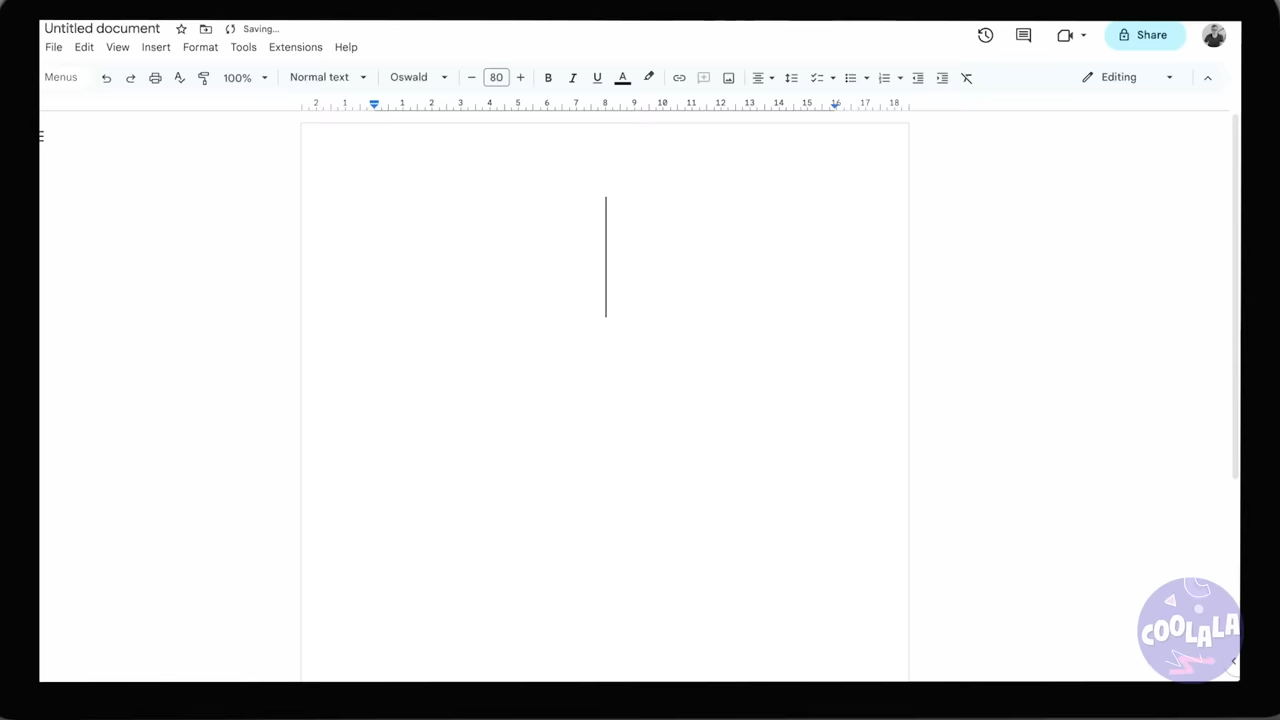 Untitled document Saving...
File Edit View Insert Format Tools Extensions Help Share
Menus 100% Normal text Oswald 80 B I U A Editing
2 1 1 2 3 4 5 6 7 8 9 10 11 12 13 14 15 16 17 18
COOLALA